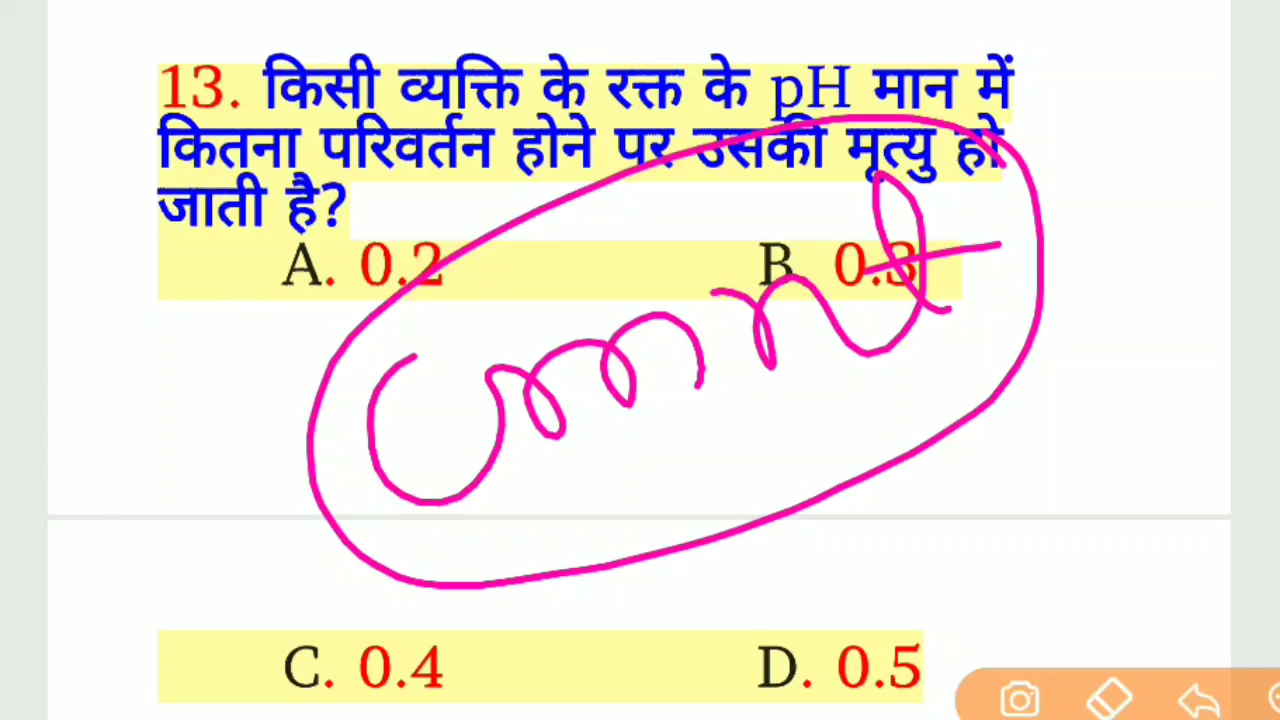 13. किसी व्यक्ति के रक्त के pH मान में
कितना परिवर्तन होने पर उसकी मृत्यु हो
जाती है?
A. 0.2 B. 0.3
C. 0.4 D. 0.5